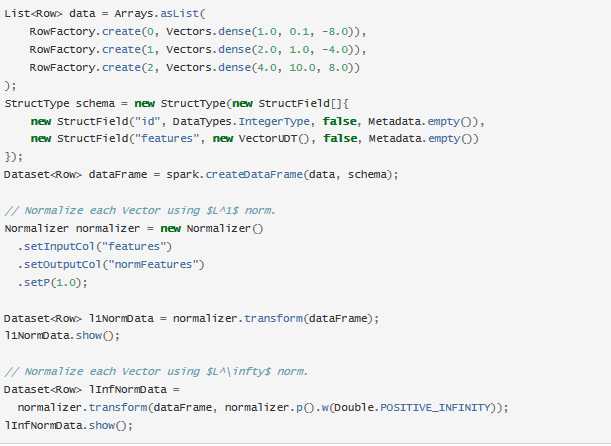 List<Row> data = Arrays.asList(
    RowFactory.create(0, Vectors.dense(1.0, 0.1, -8.0)),
    RowFactory.create(1, Vectors.dense(2.0, 1.0, -4.0)),
    RowFactory.create(2, Vectors.dense(4.0, 10.0, 8.0))
);
StructType schema = new StructType(new StructField[]{
    new StructField("id", DataTypes.IntegerType, false, Metadata.empty()),
    new StructField("features", new VectorUDT(), false, Metadata.empty())
});
Dataset<Row> dataFrame = spark.createDataFrame(data, schema);

// Normalize each Vector using $L^1$ norm.
Normalizer normalizer = new Normalizer()
  .setInputCol("features")
  .setOutputCol("normFeatures")
  .setP(1.0);

Dataset<Row> l1NormData = normalizer.transform(dataFrame);
l1NormData.show();

// Normalize each Vector using $L^\infty$ norm.
Dataset<Row> lInfNormData =
  normalizer.transform(dataFrame, normalizer.p().w(Double.POSITIVE_INFINITY));
lInfNormData.show();